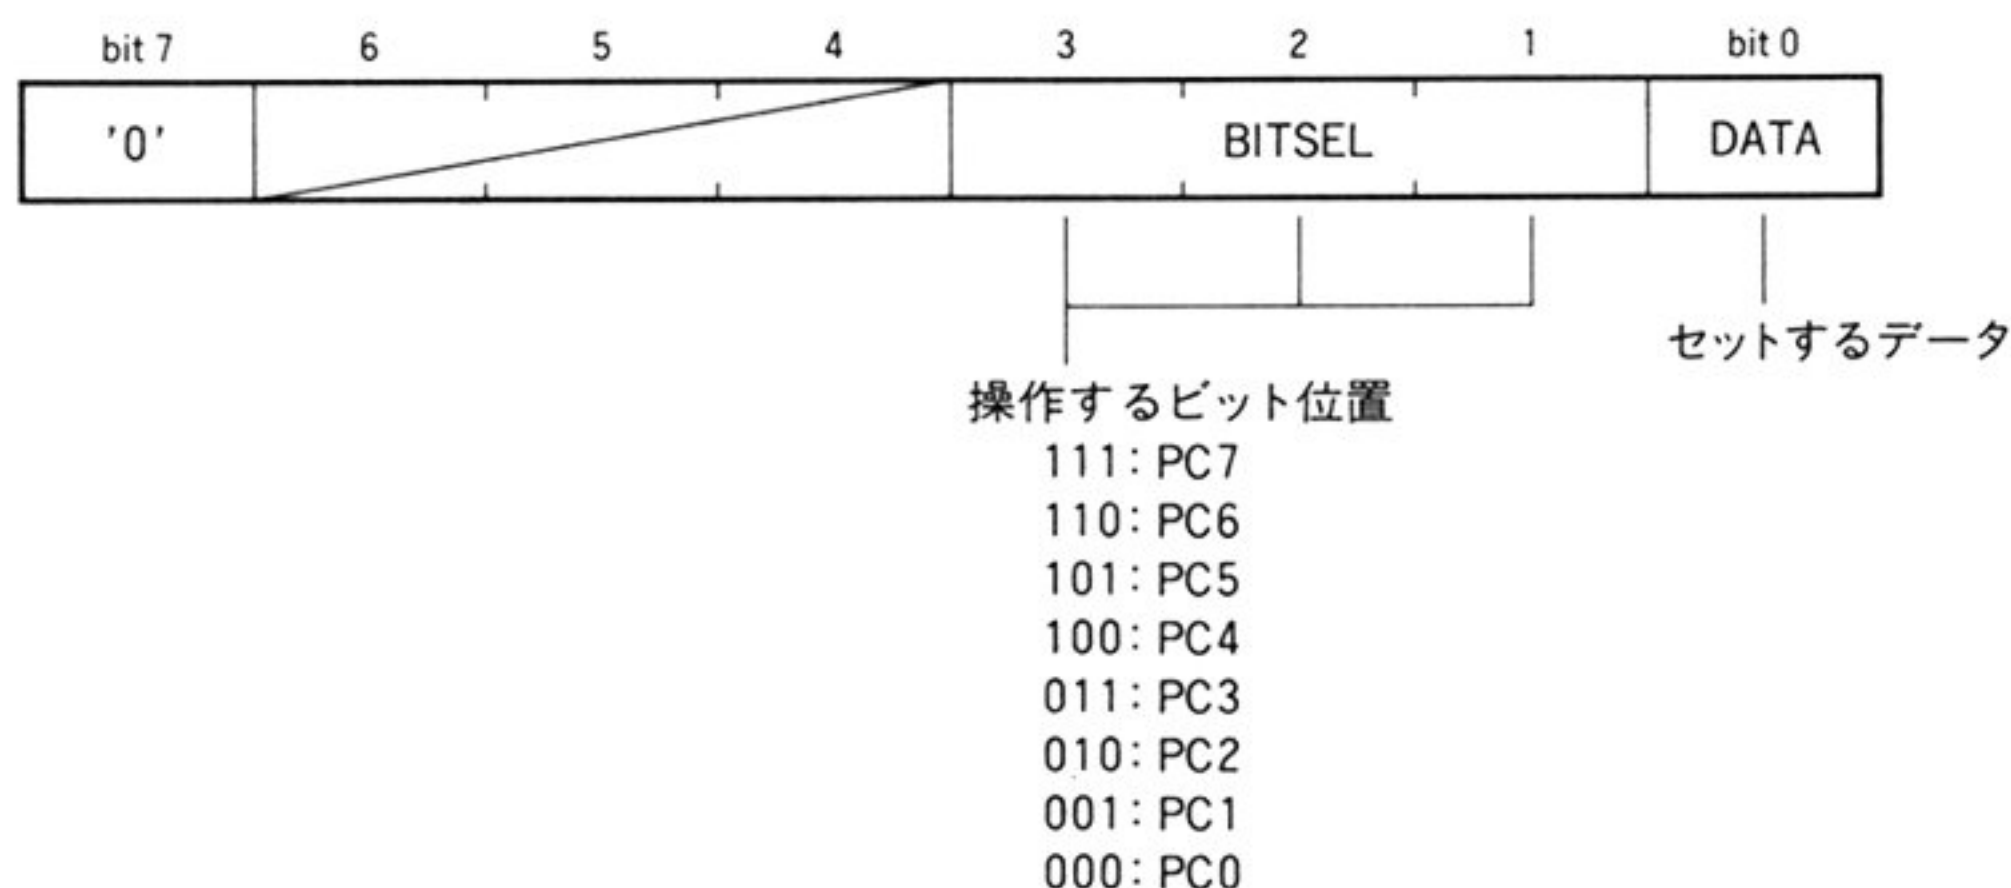 bit 7 6 5 4 3 2 1 bit 0
'0' BITSEL DATA
セットするデータ
操作するビット位置
111: PC7
110: PC6
101: PC5
100: PC4
011: PC3
010: PC2
001: PC1
000: PC0